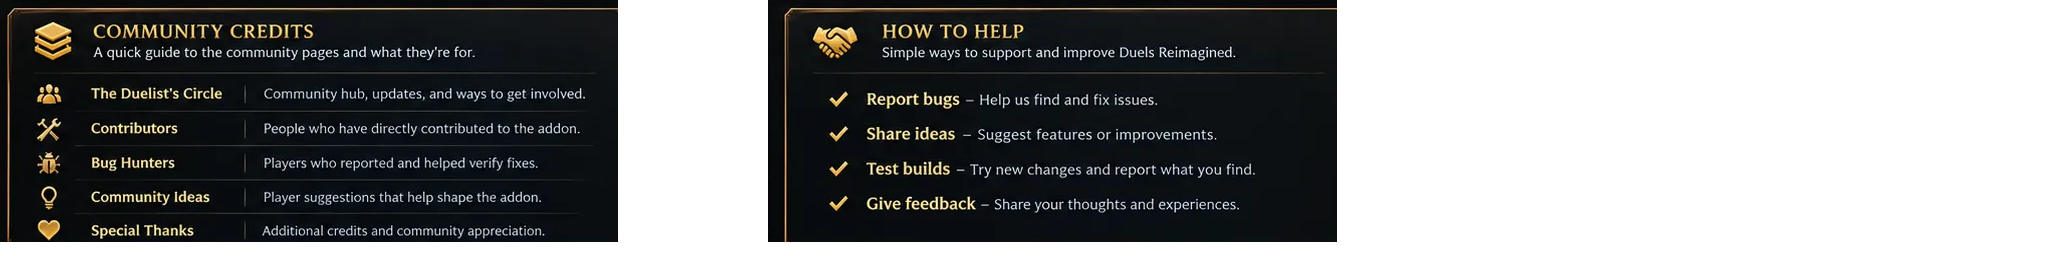 COMMUNITY CREDITS
A quick guide to the community pages and what they're for.
The Duelist's Circle | Community hub, updates, and ways to get involved.
Contributors | People who have directly contributed to the addon.
Bug Hunters | Players who reported and helped verify fixes.
Community Ideas | Player suggestions that help shape the addon.
Special Thanks | Additional credits and community appreciation.
HOW TO HELP
Simple ways to support and improve Duels Reimagined.
Report bugs – Help us find and fix issues.
Share ideas – Suggest features or improvements.
Test builds – Try new changes and report what you find.
Give feedback – Share your thoughts and experiences.